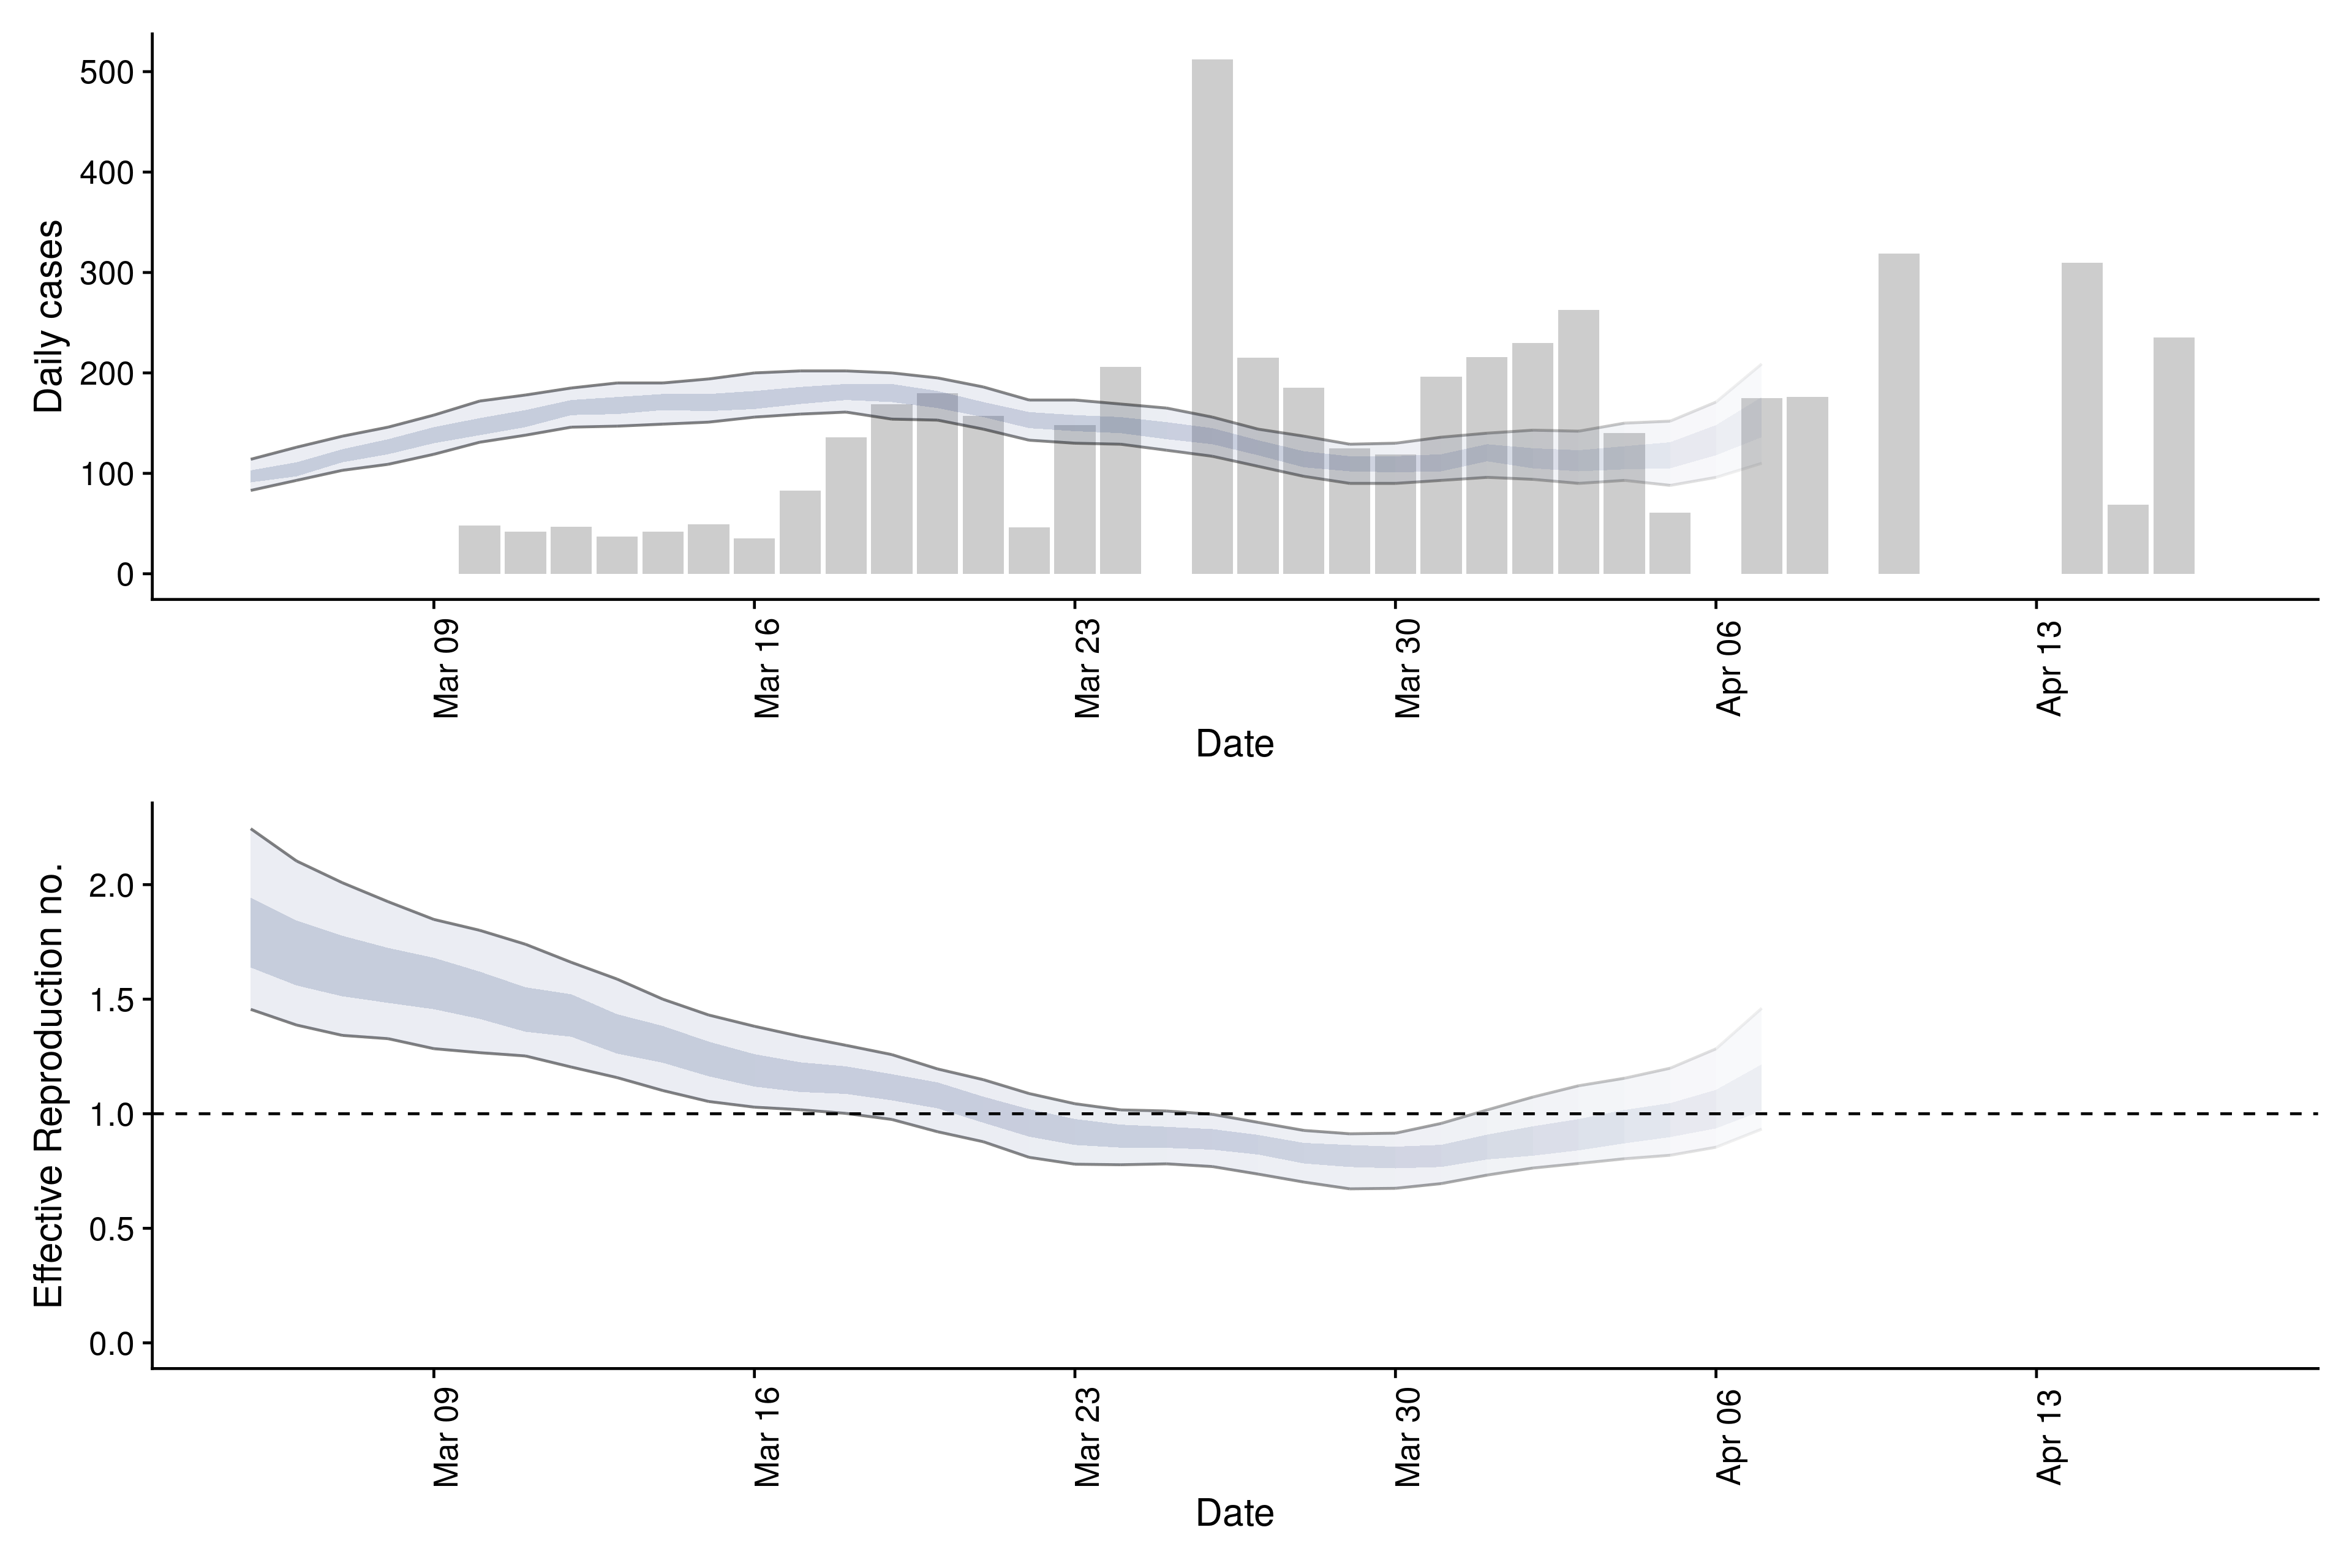 Daily cases
500
400
300
200
100
0
Mar 09
Mar 16
Mar 23
Mar 30
Apr 06
Apr 13
Date
Effective Reproduction no.
2.0
1.5
1.0
0.5
0.0
Mar 09
Mar 16
Mar 23
Mar 30
Apr 06
Apr 13
Date